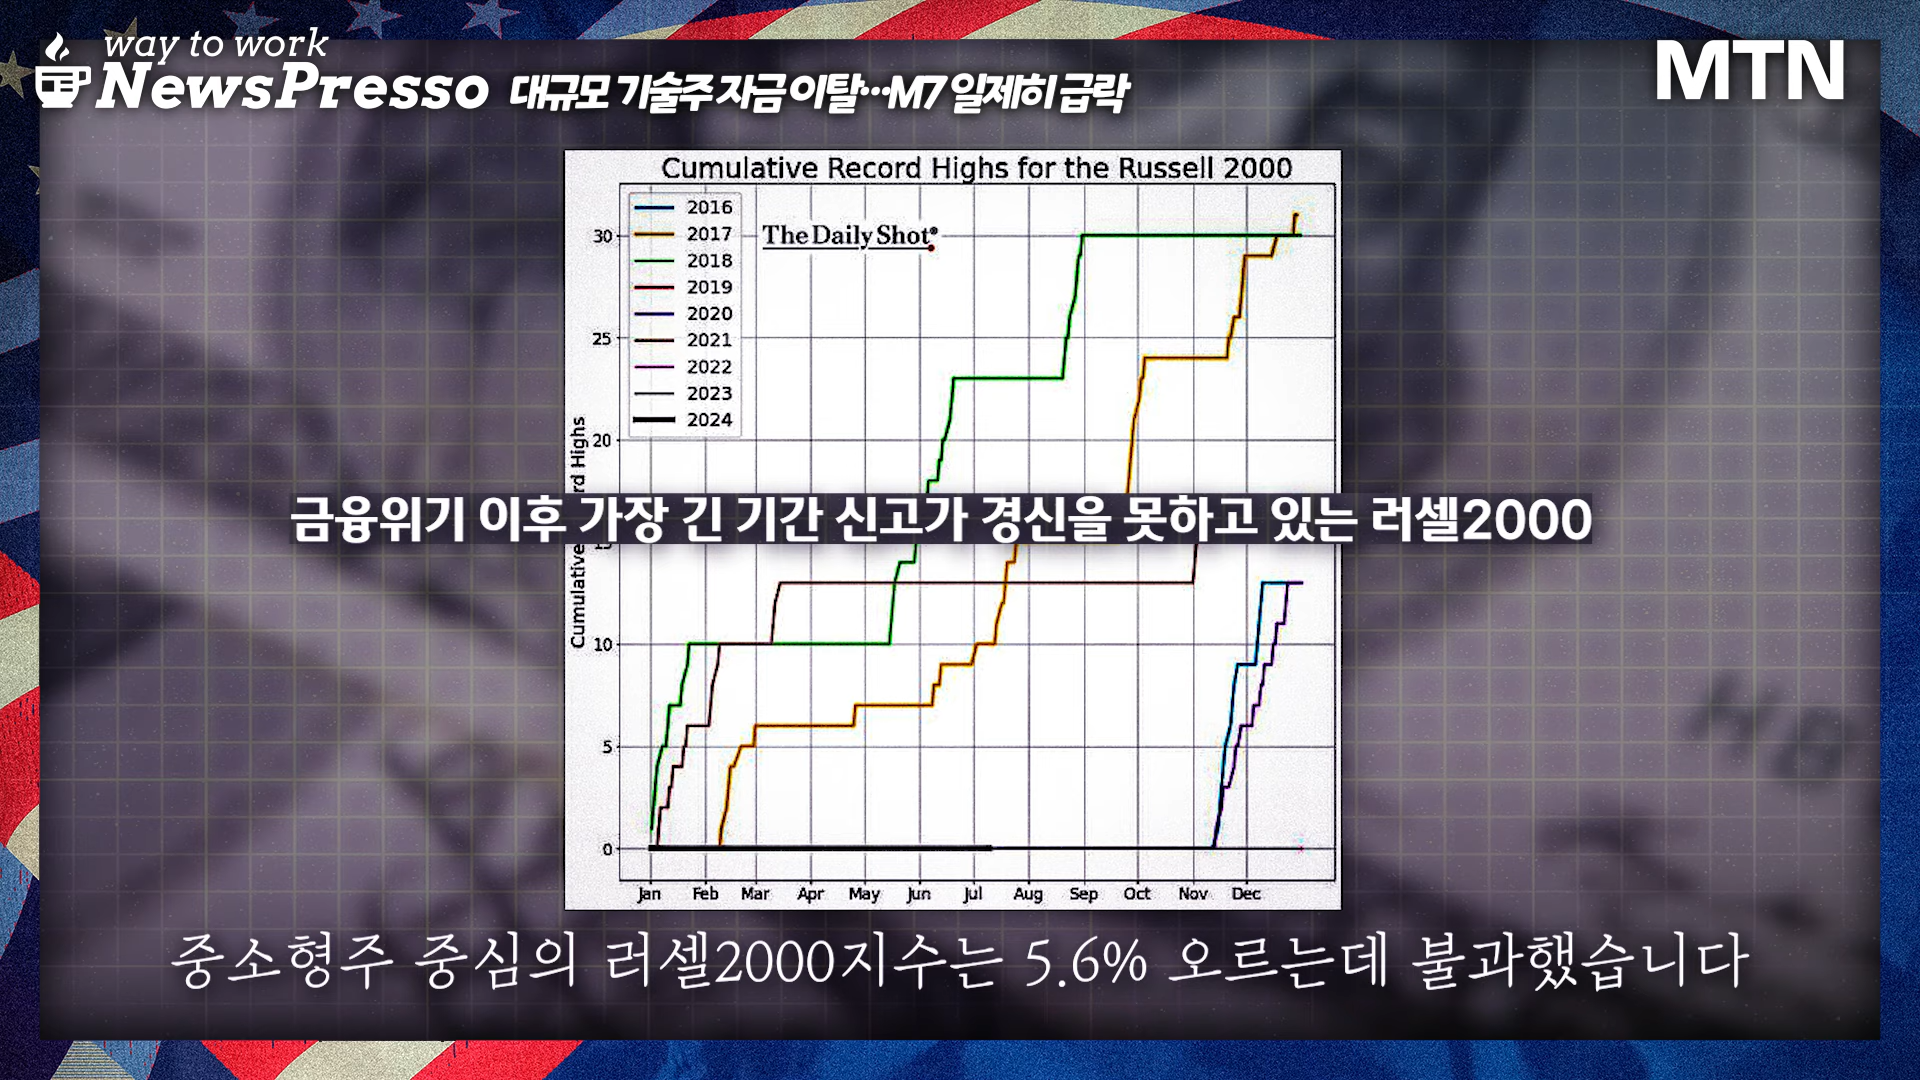 way to work
NewsPresso 대규모 기술주 자금 이탈…M7 일제히 급락
MTN
Cumulative Record Highs for the Russell 2000
2016
2017
2018
2019
2020
2021
2022
2023
2024
The Daily Shot
30
25
20
10
5
0
Cumulative
rd Highs
금융위기 이후 가장 긴 기간 신고가 경신을 못하고 있는 러셀2000
Jan Feb Mar Apr May Jun Jul Aug Sep Oct Nov Dec
중소형주 중심의 러셀2000지수는 5.6% 오르는데 불과했습니다